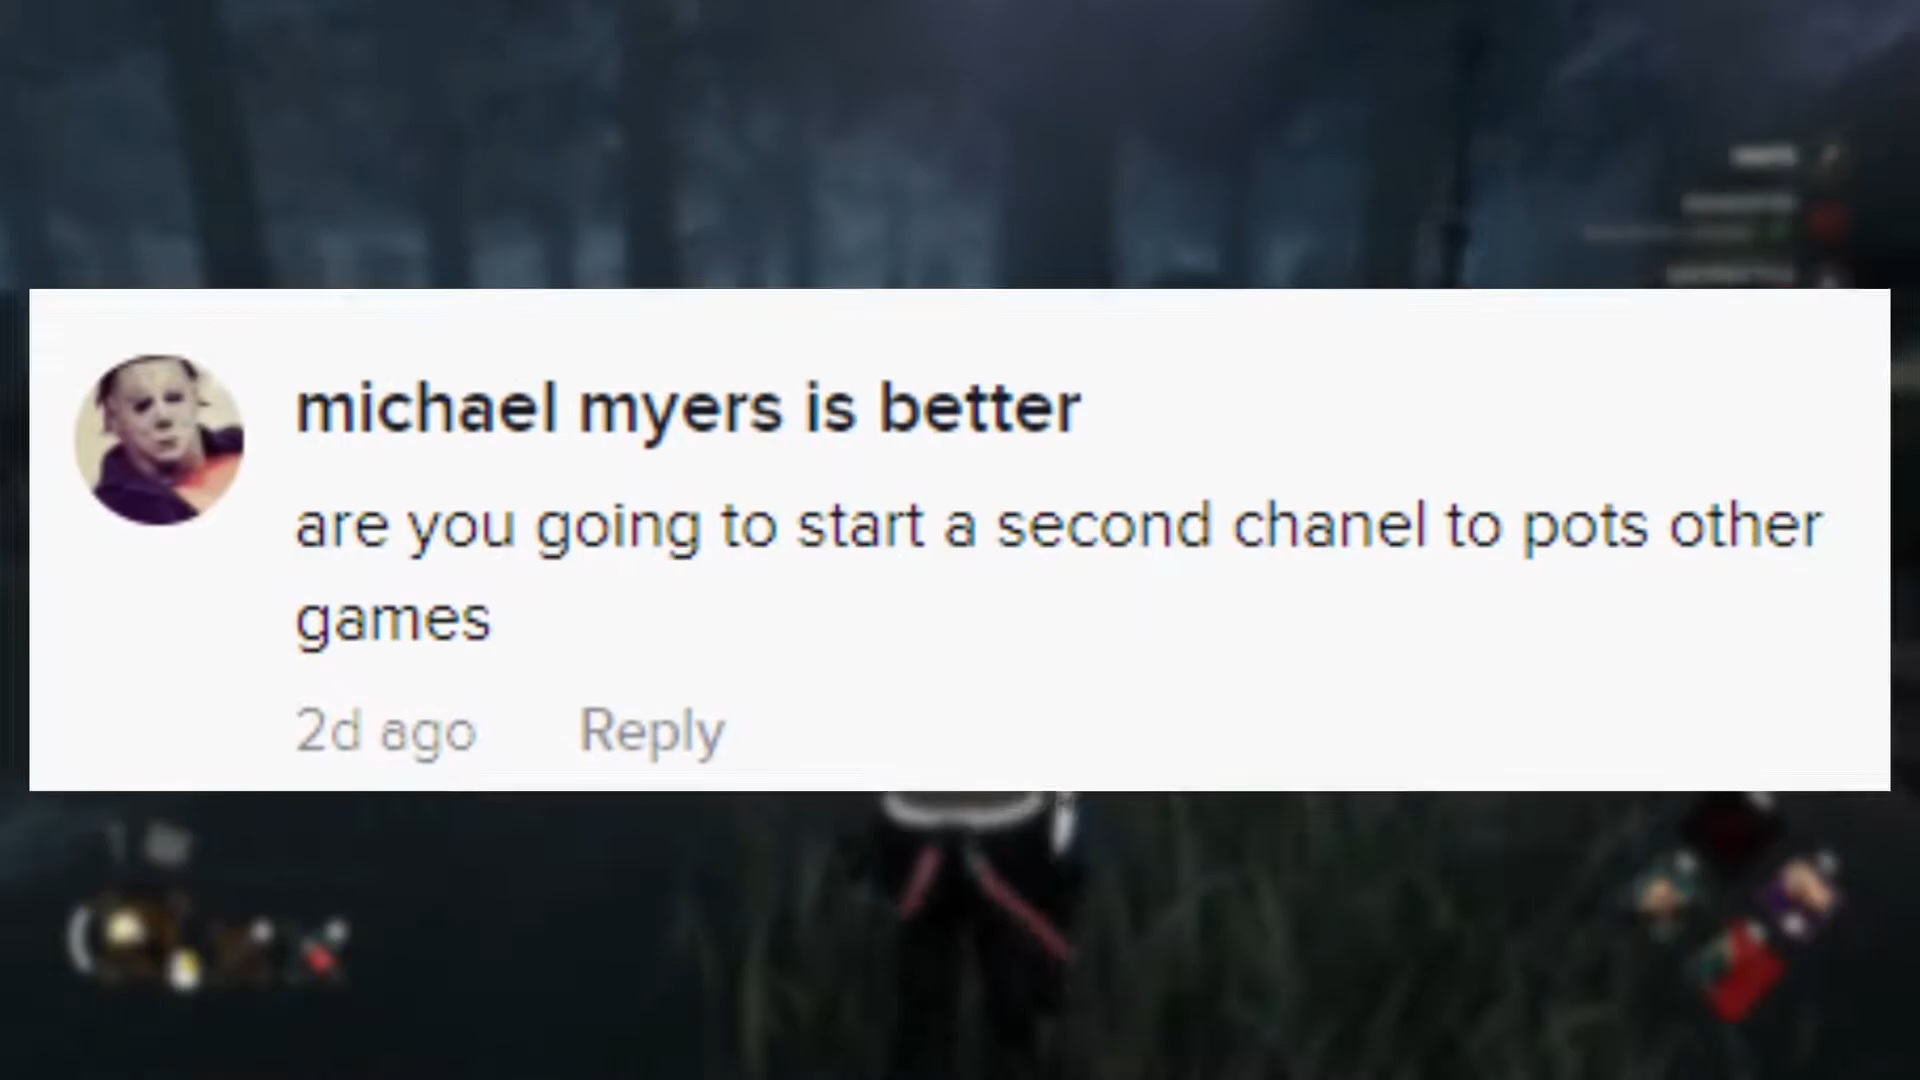 michael myers is better
are you going to start a second chanel to pots other
games
2d ago Reply